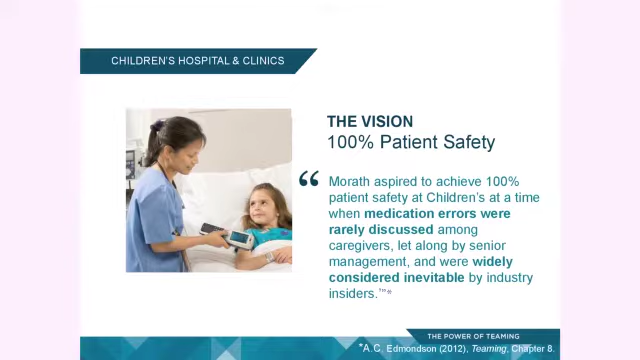 CHILDREN'S HOSPITAL & CLINICS
THE VISION
100% Patient Safety
“ Morath aspired to achieve 100%
patient safety at Children's at a time
when medication errors were
rarely discussed among
caregivers, let along by senior
management, and were widely
considered inevitable by industry
insiders.”*
THE POWER OF TEAMING
*A.C. Edmondson (2012), Teaming, Chapter 8.